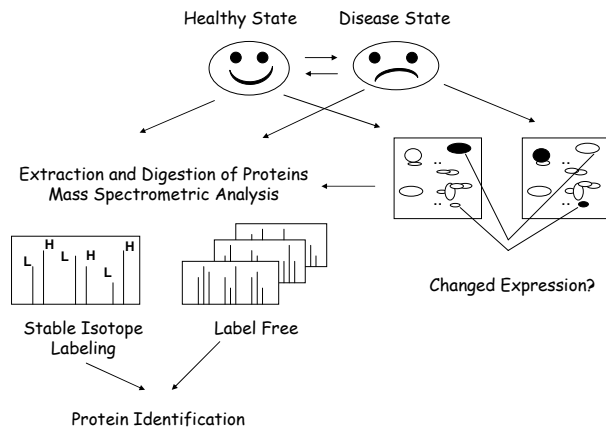 Healthy State
Disease State
Extraction and Digestion of Proteins
Mass Spectrometric Analysis
L
H
L
H
L
H
Changed Expression?
Stable Isotope
Labeling
Label Free
Protein Identification